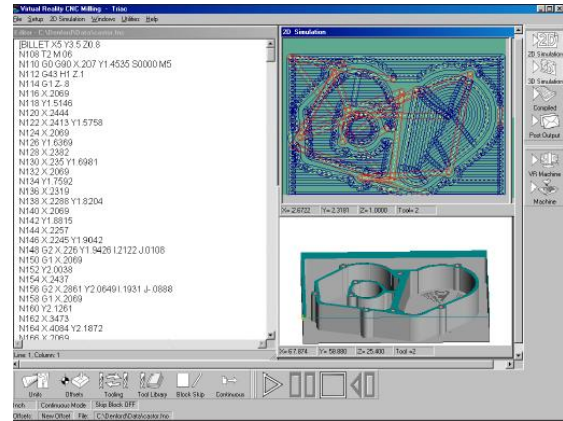 Virtual Reality CNC Milling - Triac
File Setup 2D Simulation Windows Utilities Help
Editor - C:\Denford\Data\castor.fnc
[BILLET X5 Y3.5 Z0.8
N108 T2 M06
N110 G0 G90 X.207 Y1.4535 S0000 M5
N112 G43 H1 Z.1
N114 G1 Z-.8
N116 X.2069
N118 Y1.5146
N120 X.2444
N122 X.2413 Y1.5758
N124 X.2069
N126 Y1.6369
N128 X.2382
N130 X.235 Y1.6981
N132 X.2069
N134 Y1.7592
N136 X.2319
N138 X.2288 Y1.8204
N140 X.2069
N142 Y1.8815
N144 X.2257
N146 X.2245 Y1.9042
N148 G2 X.226 Y1.9426 I.2122 J.0108
N150 G1 X.2069
N152 Y2.0038
N154 X.2437
N156 G2 X.2861 Y2.0649 I.1931 J-.0888
N158 G1 X.2069
N160 Y2.1261
N162 X.3473
N164 X.4084 Y2.1872
N166 X.2069
Line 1, Column: 1
2D Simulation
X= 2.6722 Y= 2.3181 Z= 1.0000 Tool= 2
X= 67.874 Y= 58.880 Z= 25.400 Tool =2
2D Simulation
3D Simulation
Compiled
Post Output
VR Machine
Machine
Units Offsets Tooling Tool Library Block Skip Continuous
Inch Continuous Mode Skip Block OFF
Offsets: New Offset File: C:\Denford\Data\castor.fnc